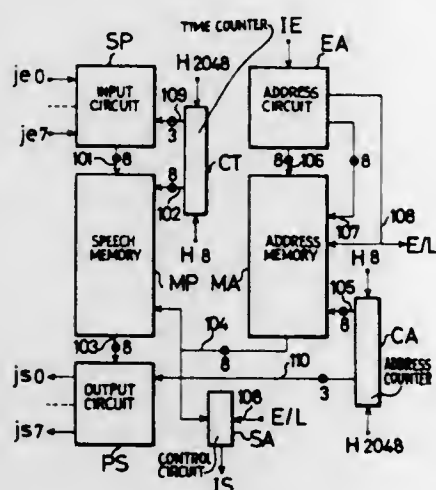 TIME COUNTER
SP
IE
EA
je0
INPUT CIRCUIT
H 2048
109
3
ADDRESS CIRCUIT
je7
101
8
8
102
CT
8
106
8
107
108
SPEECH MEMORY
H 8
MP
MA
ADDRESS MEMORY
E/L
H 8
105
8
CA
103
8
104
8
110
js0
OUTPUT CIRCUIT
3
ADDRESS COUNTER
js7
PS
108
E/L
H 2048
CONTROL CIRCUIT
SA
IS